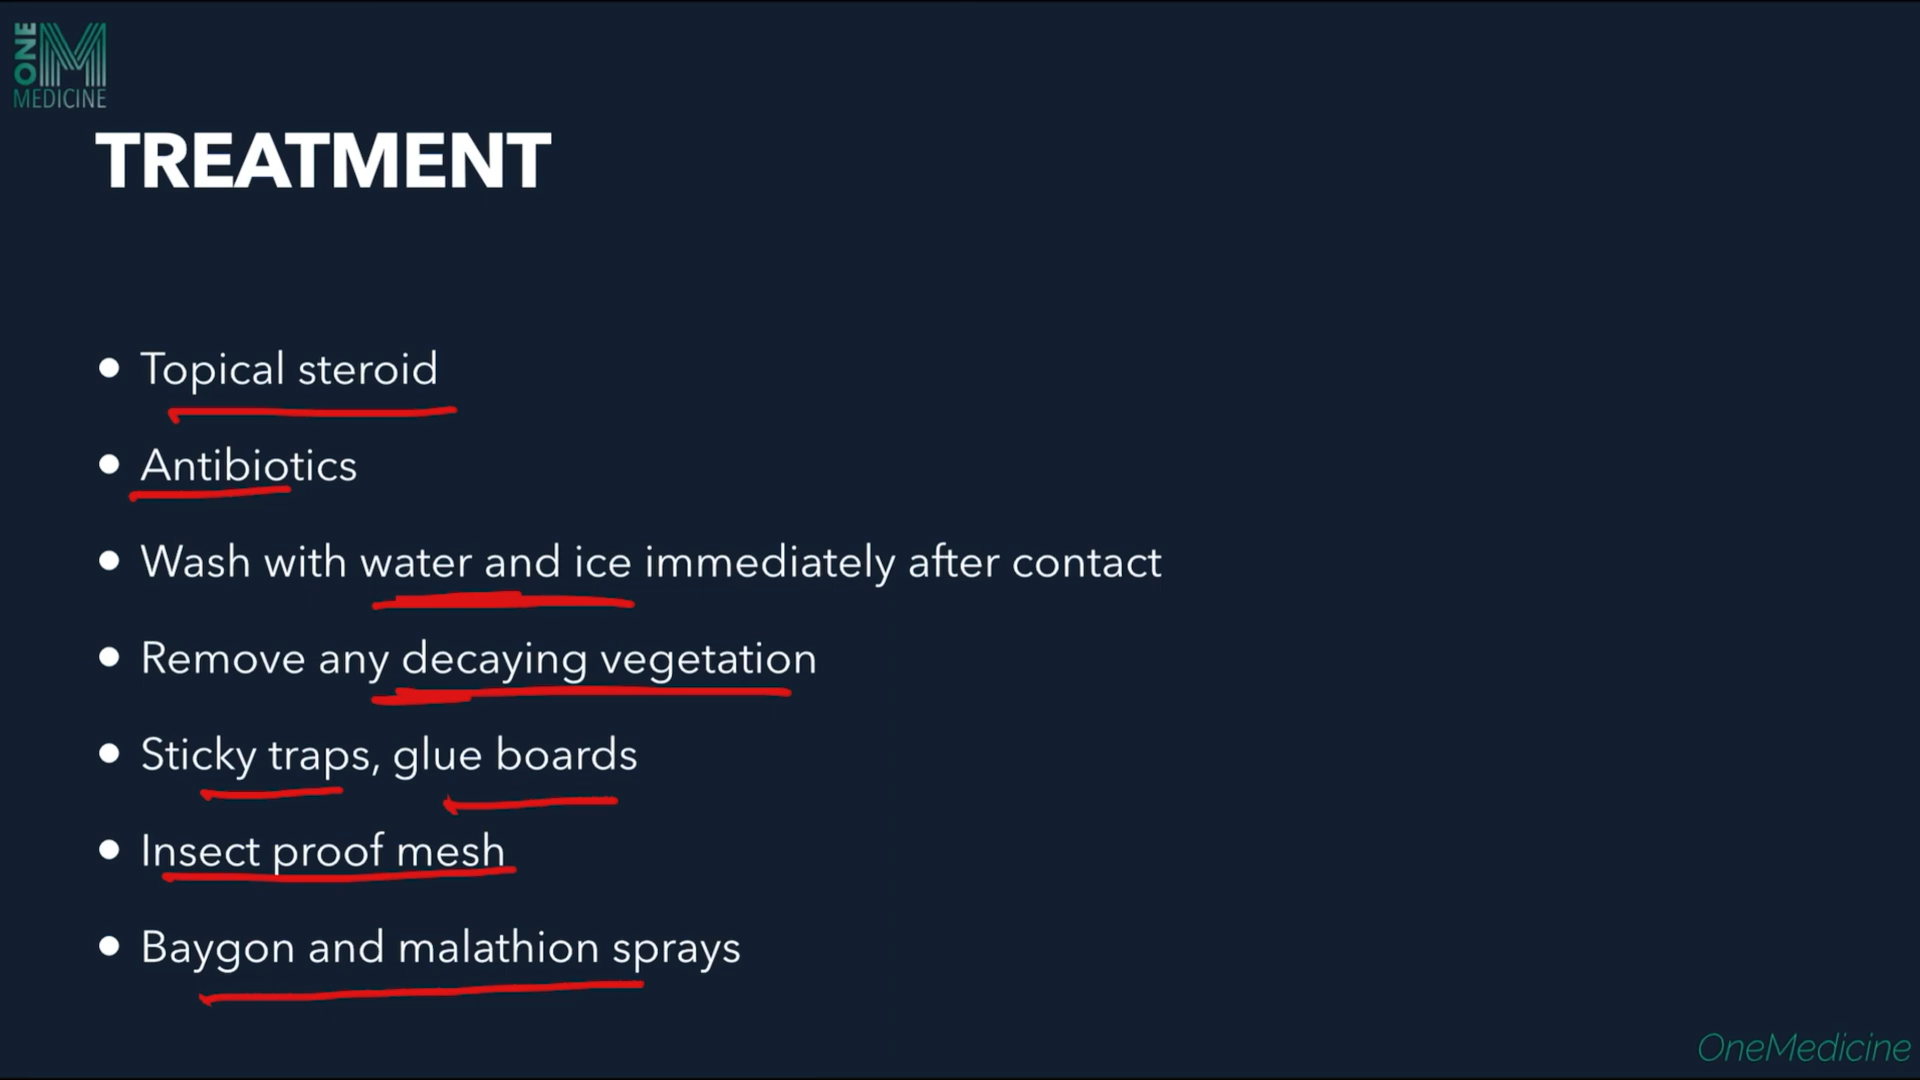 ONE M
MEDICINE
TREATMENT
• Topical steroid
• Antibiotics
• Wash with water and ice immediately after contact
• Remove any decaying vegetation
• Sticky traps, glue boards
• Insect proof mesh
• Baygon and malathion sprays
OneMedicine